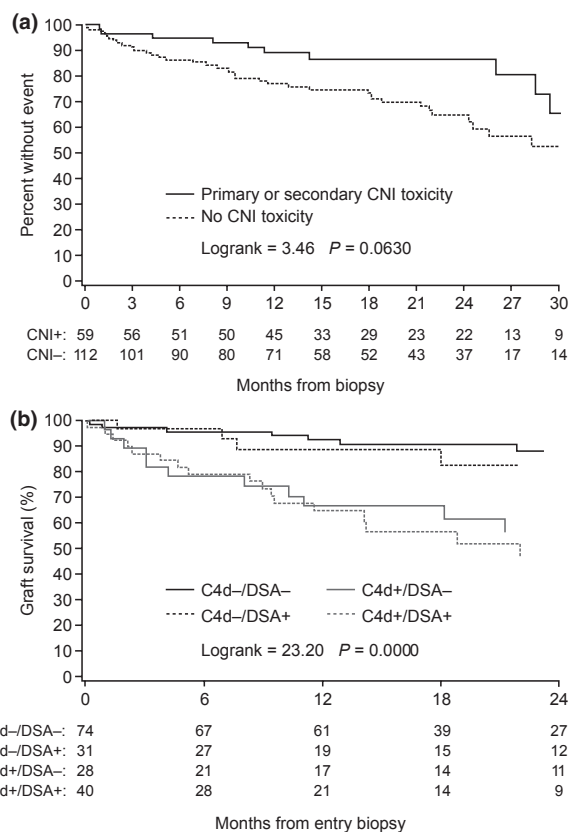 (a)
Percent without event
100
90
80
70
60
50
40
30
20
10
0
Primary or secondary CNI toxicity
No CNI toxicity
Logrank = 3.46 P = 0.0630
0 3 6 9 12 15 18 21 24 27 30
CNI+: 59 56 51 50 45 33 29 23 22 13 9
CNI–: 112 101 90 80 71 58 52 43 37 17 14
Months from biopsy
(b)
Graft survival (%)
100
90
80
70
60
50
40
30
20
10
0
C4d–/DSA– C4d+/DSA–
C4d–/DSA+ C4d+/DSA+
Logrank = 23.20 P = 0.0000
0 6 12 18 24
d–/DSA–: 74 67 61 39 27
d–/DSA+: 31 27 19 15 12
d+/DSA–: 28 21 17 14 11
d+/DSA+: 40 28 21 14 9
Months from entry biopsy